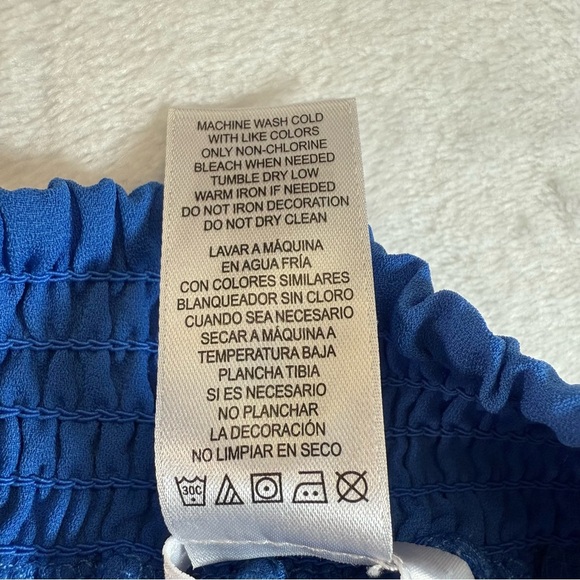 MACHINE WASH COLD
WITH LIKE COLORS
ONLY NON-CHLORINE
BLEACH WHEN NEEDED
TUMBLE DRY LOW
WARM IRON IF NEEDED
DO NOT IRON DECORATION
DO NOT DRY CLEAN
LAVAR A MÁQUINA
EN AGUA FRÍA
CON COLORES SIMILARES
BLANQUEADOR SIN CLORO
CUANDO SEA NECESARIO
SECAR A MÁQUINA A
TEMPERATURA BAJA
PLANCHA TIBIA
SI ES NECESARIO
NO PLANCHAR
LA DECORACIÓN
NO LIMPIAR EN SECO
30C